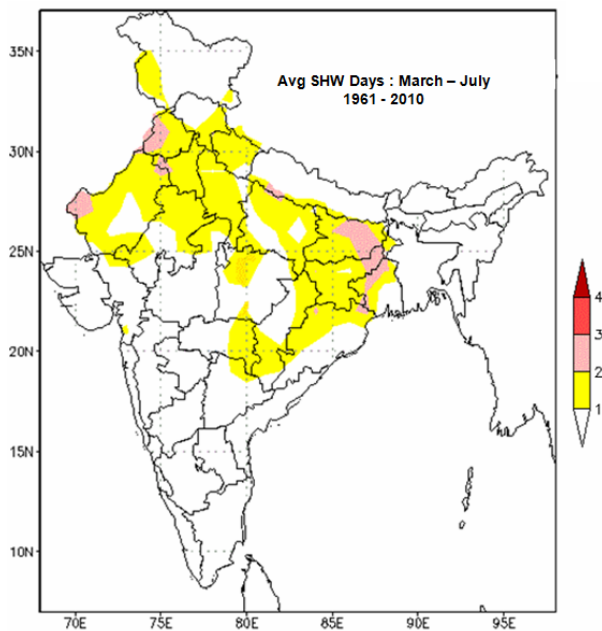 Avg SHW Days : March – July
1961 - 2010
35N
30N
25N
20N
15N
10N
70E 75E 80E 85E 90E 95E
4
3
2
1